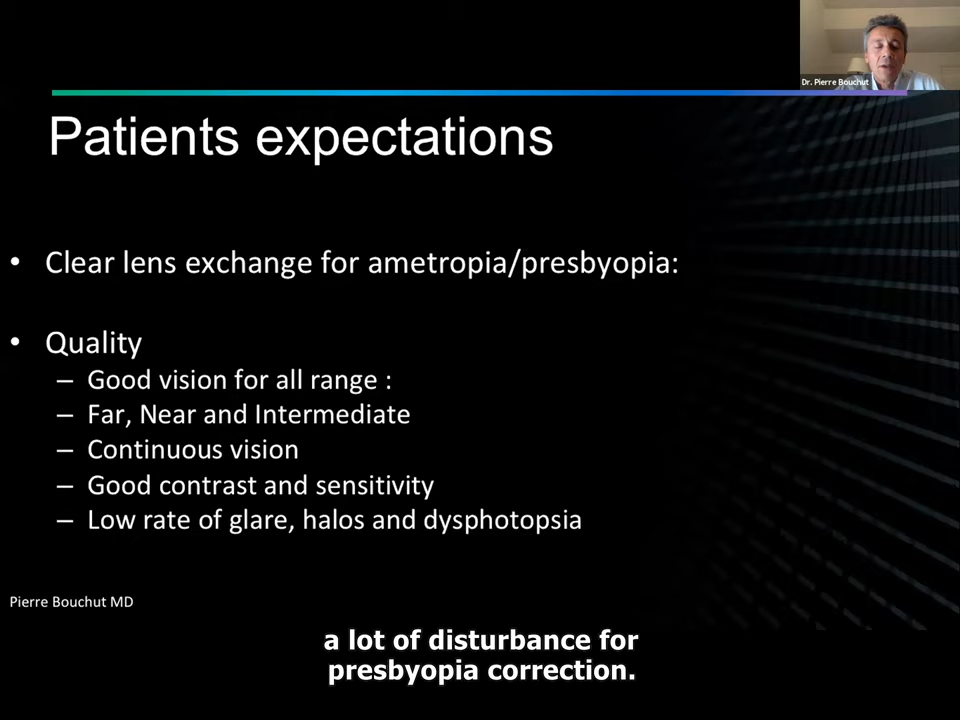 Dr. Pierre Bouchut
Patients expectations
• Clear lens exchange for ametropia/presbyopia:
• Quality
– Good vision for all range :
– Far, Near and Intermediate
– Continuous vision
– Good contrast and sensitivity
– Low rate of glare, halos and dysphotopsia
Pierre Bouchut MD
a lot of disturbance for
presbyopia correction.